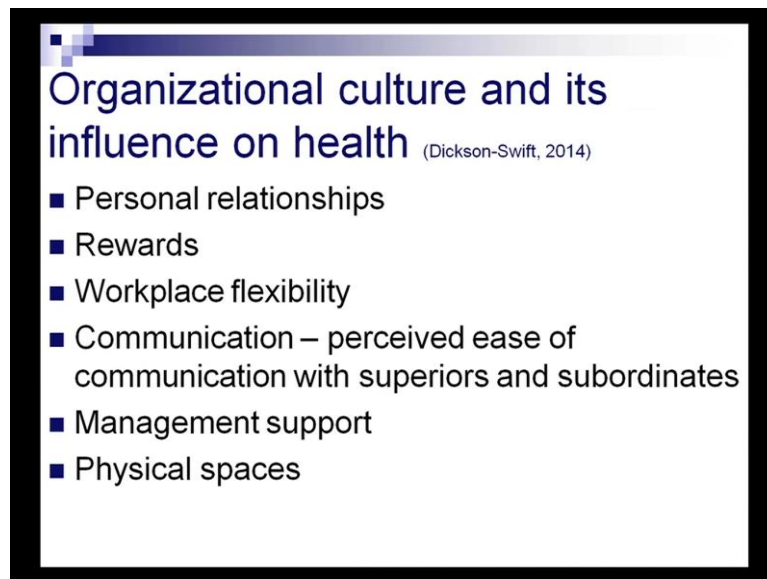 Organizational culture and its
influence on health (Dickson-Swift, 2014)
■ Personal relationships
■ Rewards
■ Workplace flexibility
■ Communication – perceived ease of
communication with superiors and subordinates
■ Management support
■ Physical spaces